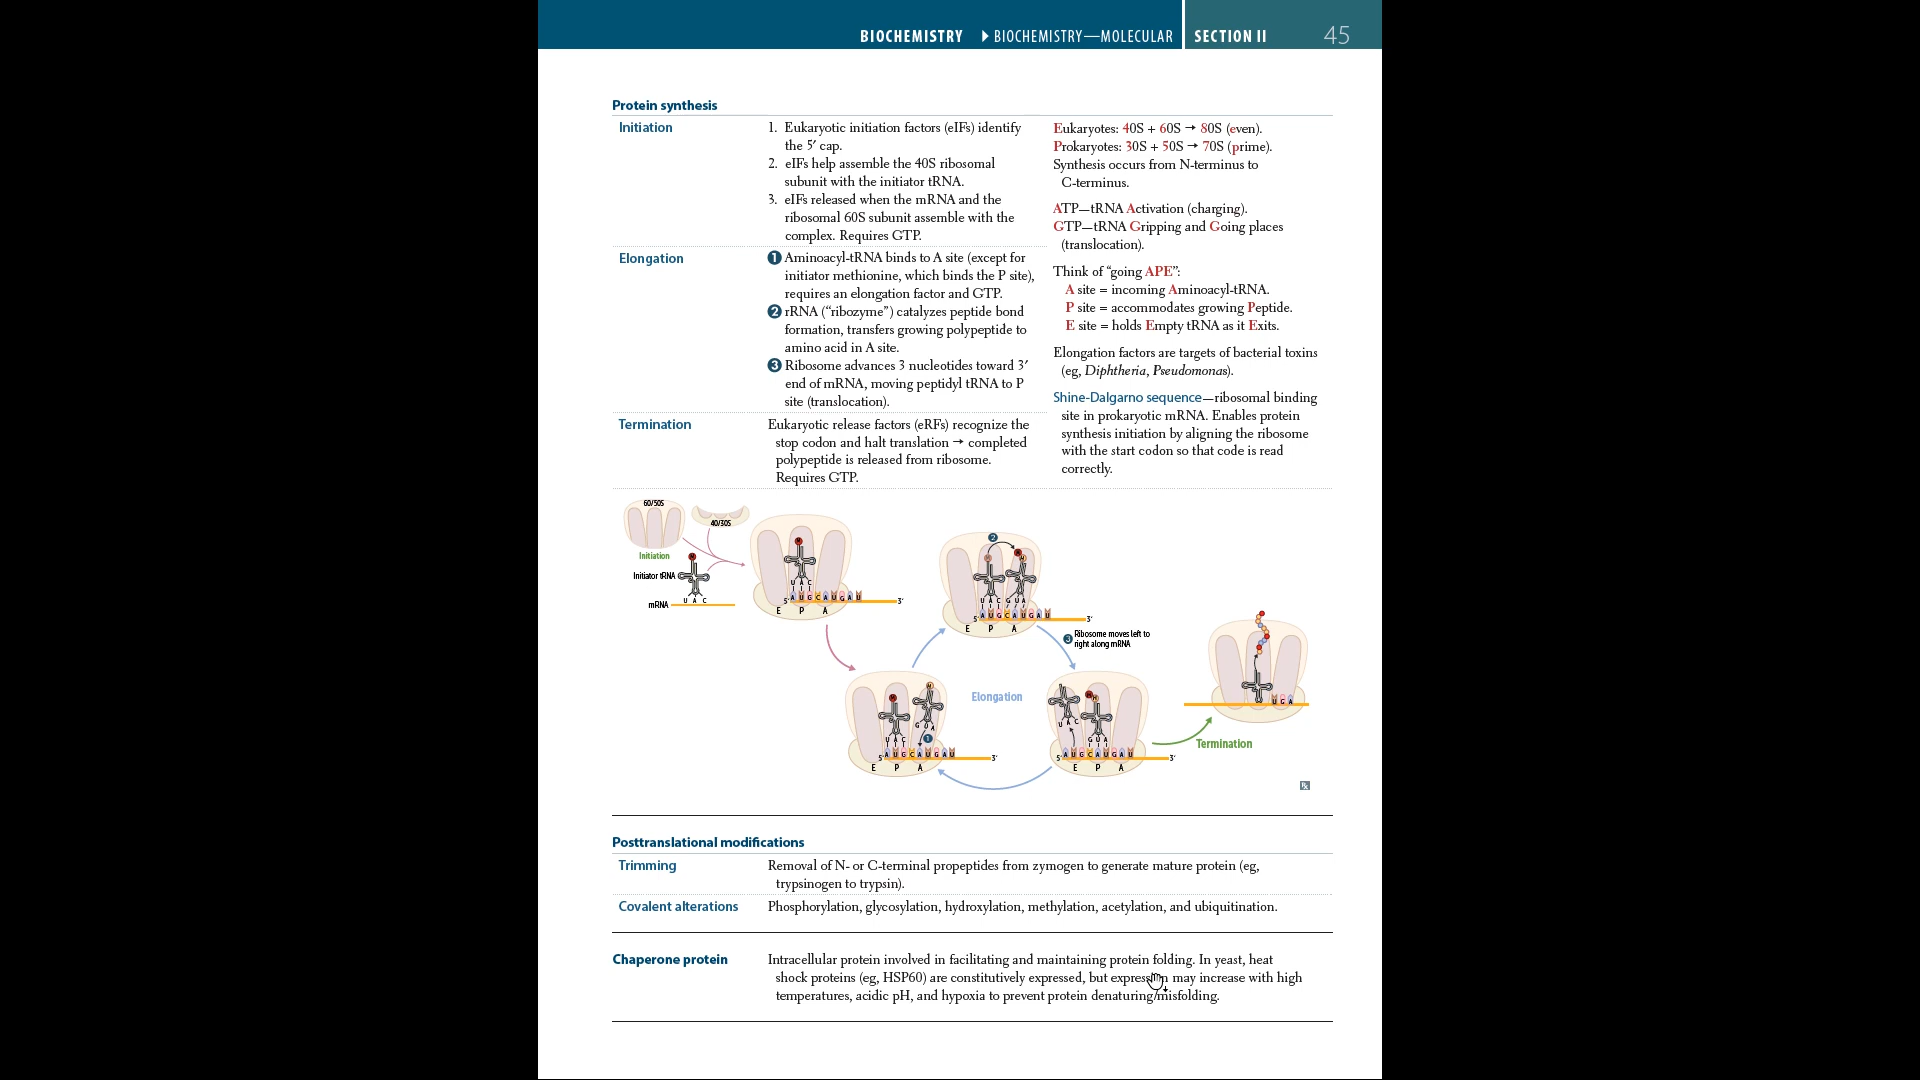 BIOCHEMISTRY ▶ BIOCHEMISTRY—MOLECULAR SECTION II 45
Protein synthesis
Initiation
1. Eukaryotic initiation factors (eIFs) identify
the 5′ cap.
2. eIFs help assemble the 40S ribosomal
subunit with the initiator tRNA.
3. eIFs released when the mRNA and the
ribosomal 60S subunit assemble with the
complex. Requires GTP.
Elongation
1 Aminoacyl-tRNA binds to A site (except for
initiator methionine, which binds the P site),
requires an elongation factor and GTP.
2 rRNA (“ribozyme”) catalyzes peptide bond
formation, transfers growing polypeptide to
amino acid in A site.
3 Ribosome advances 3 nucleotides toward 3′
end of mRNA, moving peptidyl tRNA to P
site (translocation).
Termination
Eukaryotic release factors (eRFs) recognize the
stop codon and halt translation → completed
polypeptide is released from ribosome.
Requires GTP.
Eukaryotes: 40S + 60S → 80S (even).
Prokaryotes: 30S + 50S → 70S (prime).
Synthesis occurs from N-terminus to
C-terminus.
ATP—tRNA Activation (charging).
GTP—tRNA Gripping and Going places
(translocation).
Think of “going APE”:
A site = incoming Aminoacyl-tRNA.
P site = accommodates growing Peptide.
E site = holds Empty tRNA as it Exits.
Elongation factors are targets of bacterial toxins
(eg, Diphtheria, Pseudomonas).
Shine-Dalgarno sequence—ribosomal binding
site in prokaryotic mRNA. Enables protein
synthesis initiation by aligning the ribosome
with the start codon so that code is read
correctly.
60/50S
40/30S
Initiation
M
Initiator tRNA
U A C
mRNA
M
U A C
5′ A U G C A U G A U 3′
E P A
2
M
M H
U A C G U A
5′ A U G C A U G A U 3′
E P A
3 Ribosome moves left to
right along mRNA
Elongation
M
H
G U A
1
U A C
5′ A U G C A U G A U 3′
E P A
M H
U A C
G U A
5′ A U G C A U G A U 3′
E P A
U G A
Termination
Rx
Posttranslational modifications
Trimming
Removal of N- or C-terminal propeptides from zymogen to generate mature protein (eg,
trypsinogen to trypsin).
Covalent alterations
Phosphorylation, glycosylation, hydroxylation, methylation, acetylation, and ubiquitination.
Chaperone protein
Intracellular protein involved in facilitating and maintaining protein folding. In yeast, heat
shock proteins (eg, HSP60) are constitutively expressed, but expression may increase with high
temperatures, acidic pH, and hypoxia to prevent protein denaturing/misfolding.